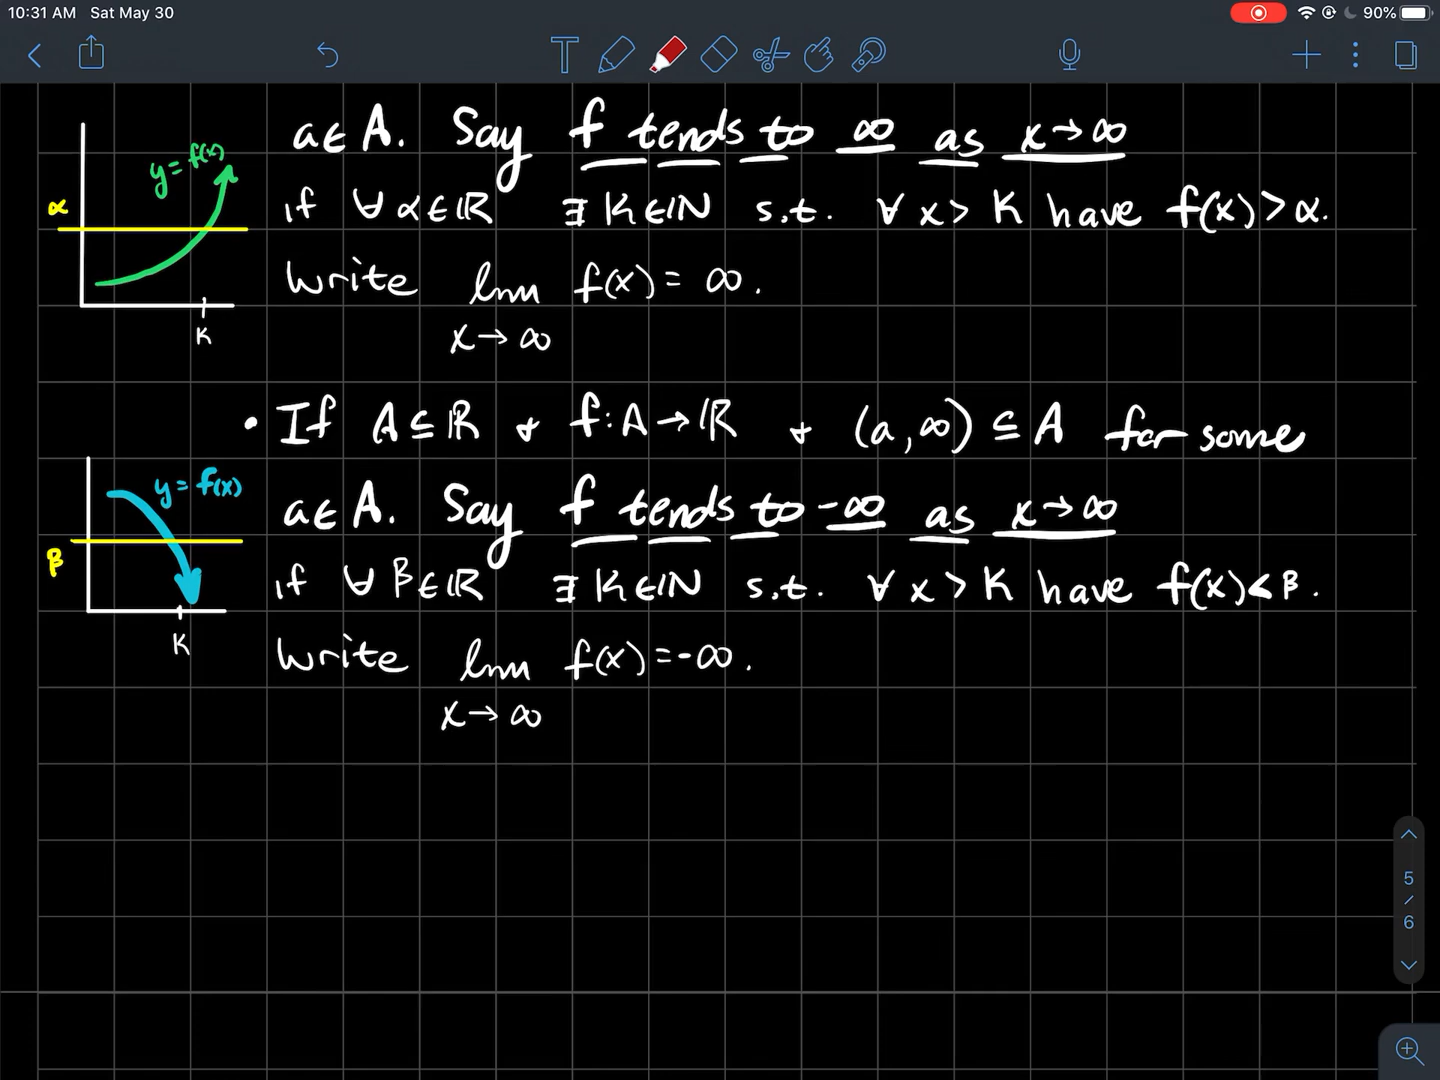 10:31 AM Sat May 30
90%
a ∈ A. Say f tends to ∞ as x → ∞
if ∀ α ∈ ℝ ∃ K ∈ ℕ s.t. ∀ x > K have f(x) > α.
Write lim f(x) = ∞.
x → ∞
y = f(x)
α
K
• If A ⊆ ℝ & f: A → ℝ & (a, ∞) ⊆ A for some
a ∈ A. Say f tends to -∞ as x → ∞
if ∀ β ∈ ℝ ∃ K ∈ ℕ s.t. ∀ x > K have f(x) < β.
Write lim f(x) = -∞.
x → ∞
y = f(x)
β
K
5
/
6